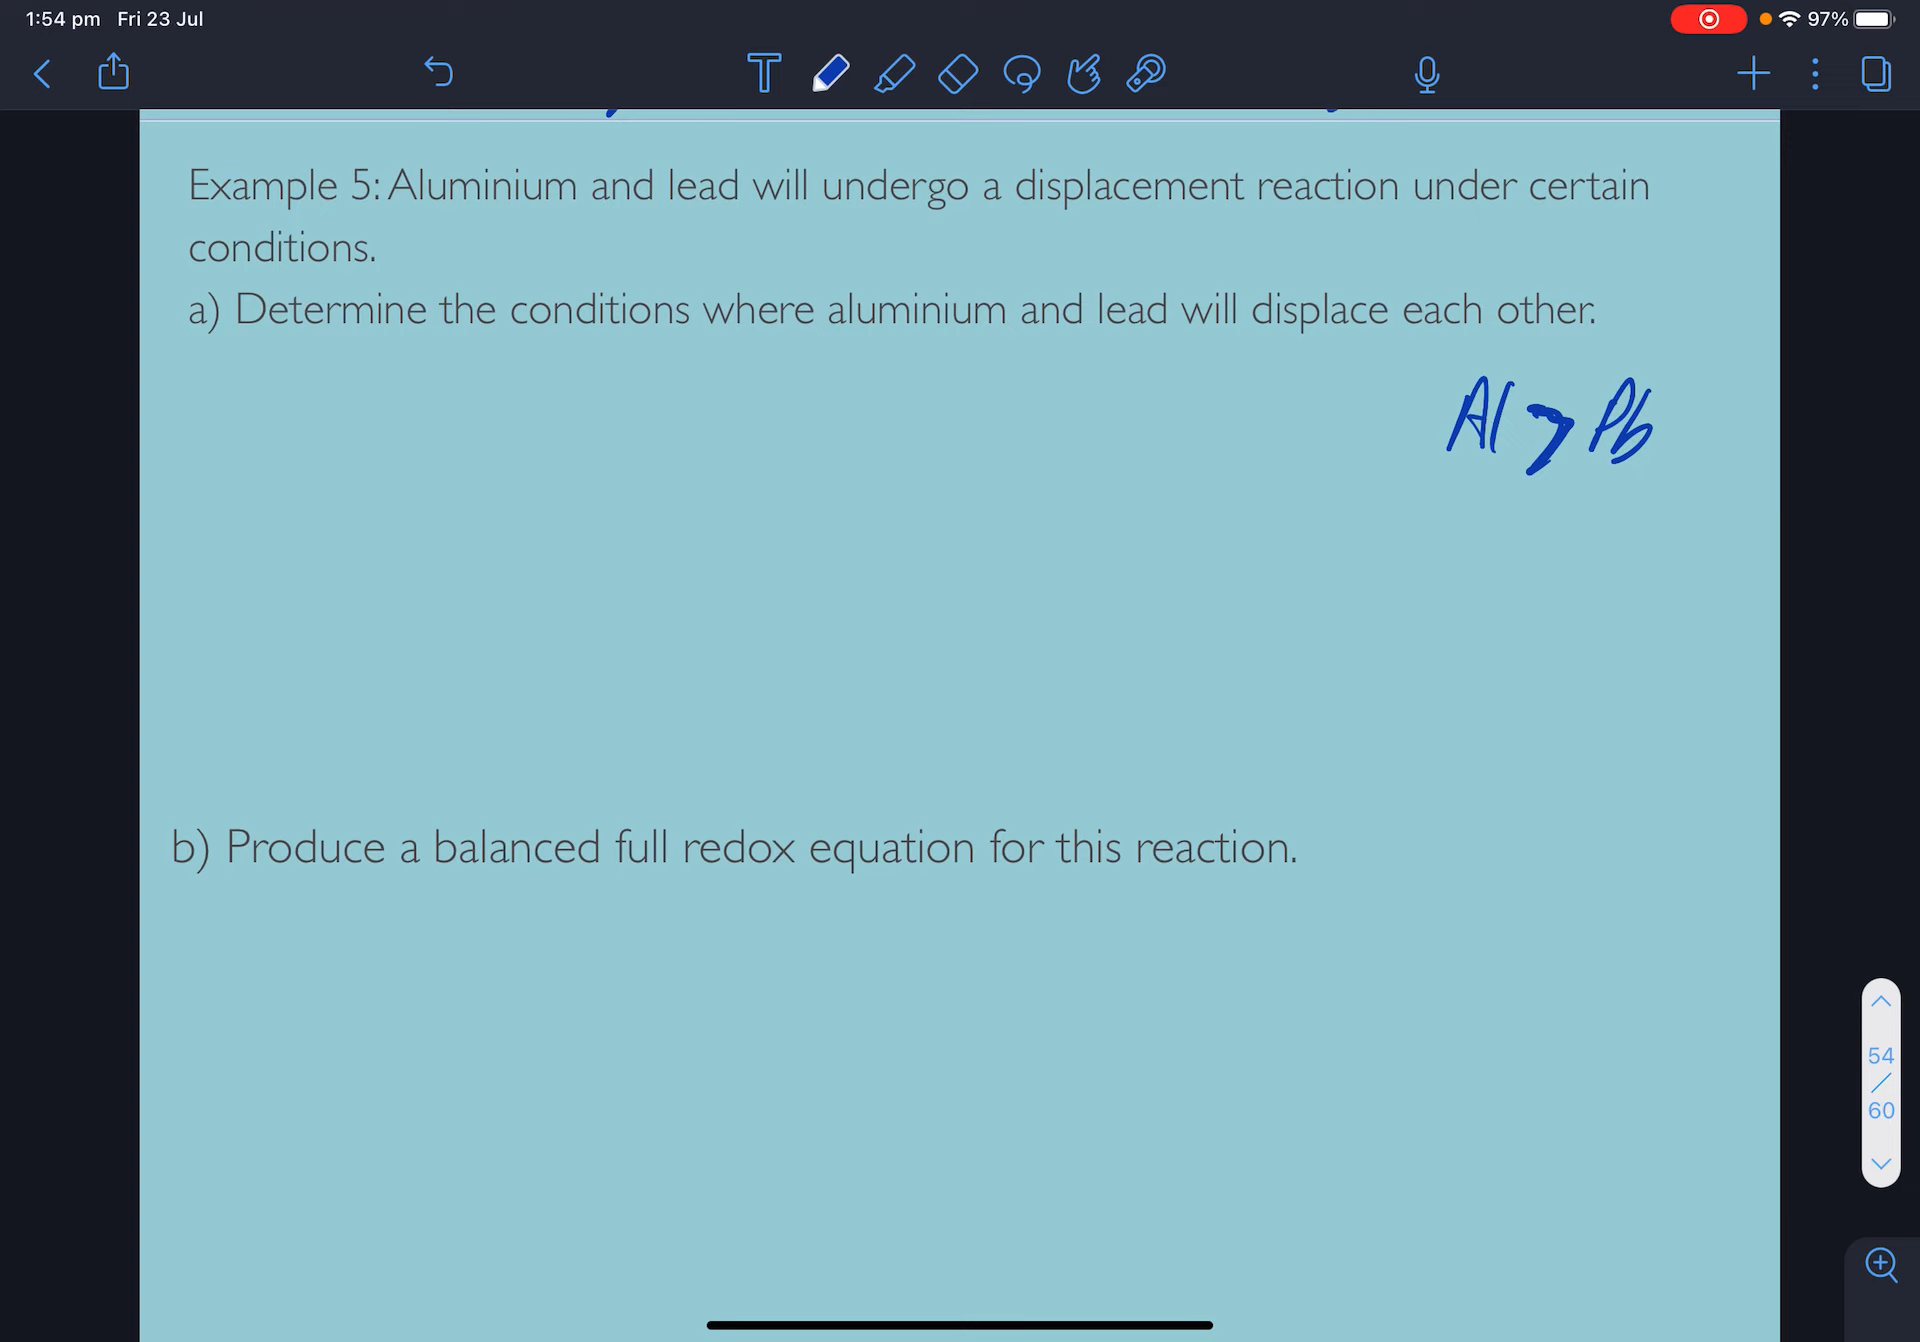 1:54 pm Fri 23 Jul
97%
Example 5: Aluminium and lead will undergo a displacement reaction under certain
conditions.
a) Determine the conditions where aluminium and lead will displace each other.
Al > Pb
b) Produce a balanced full redox equation for this reaction.
54
/
60